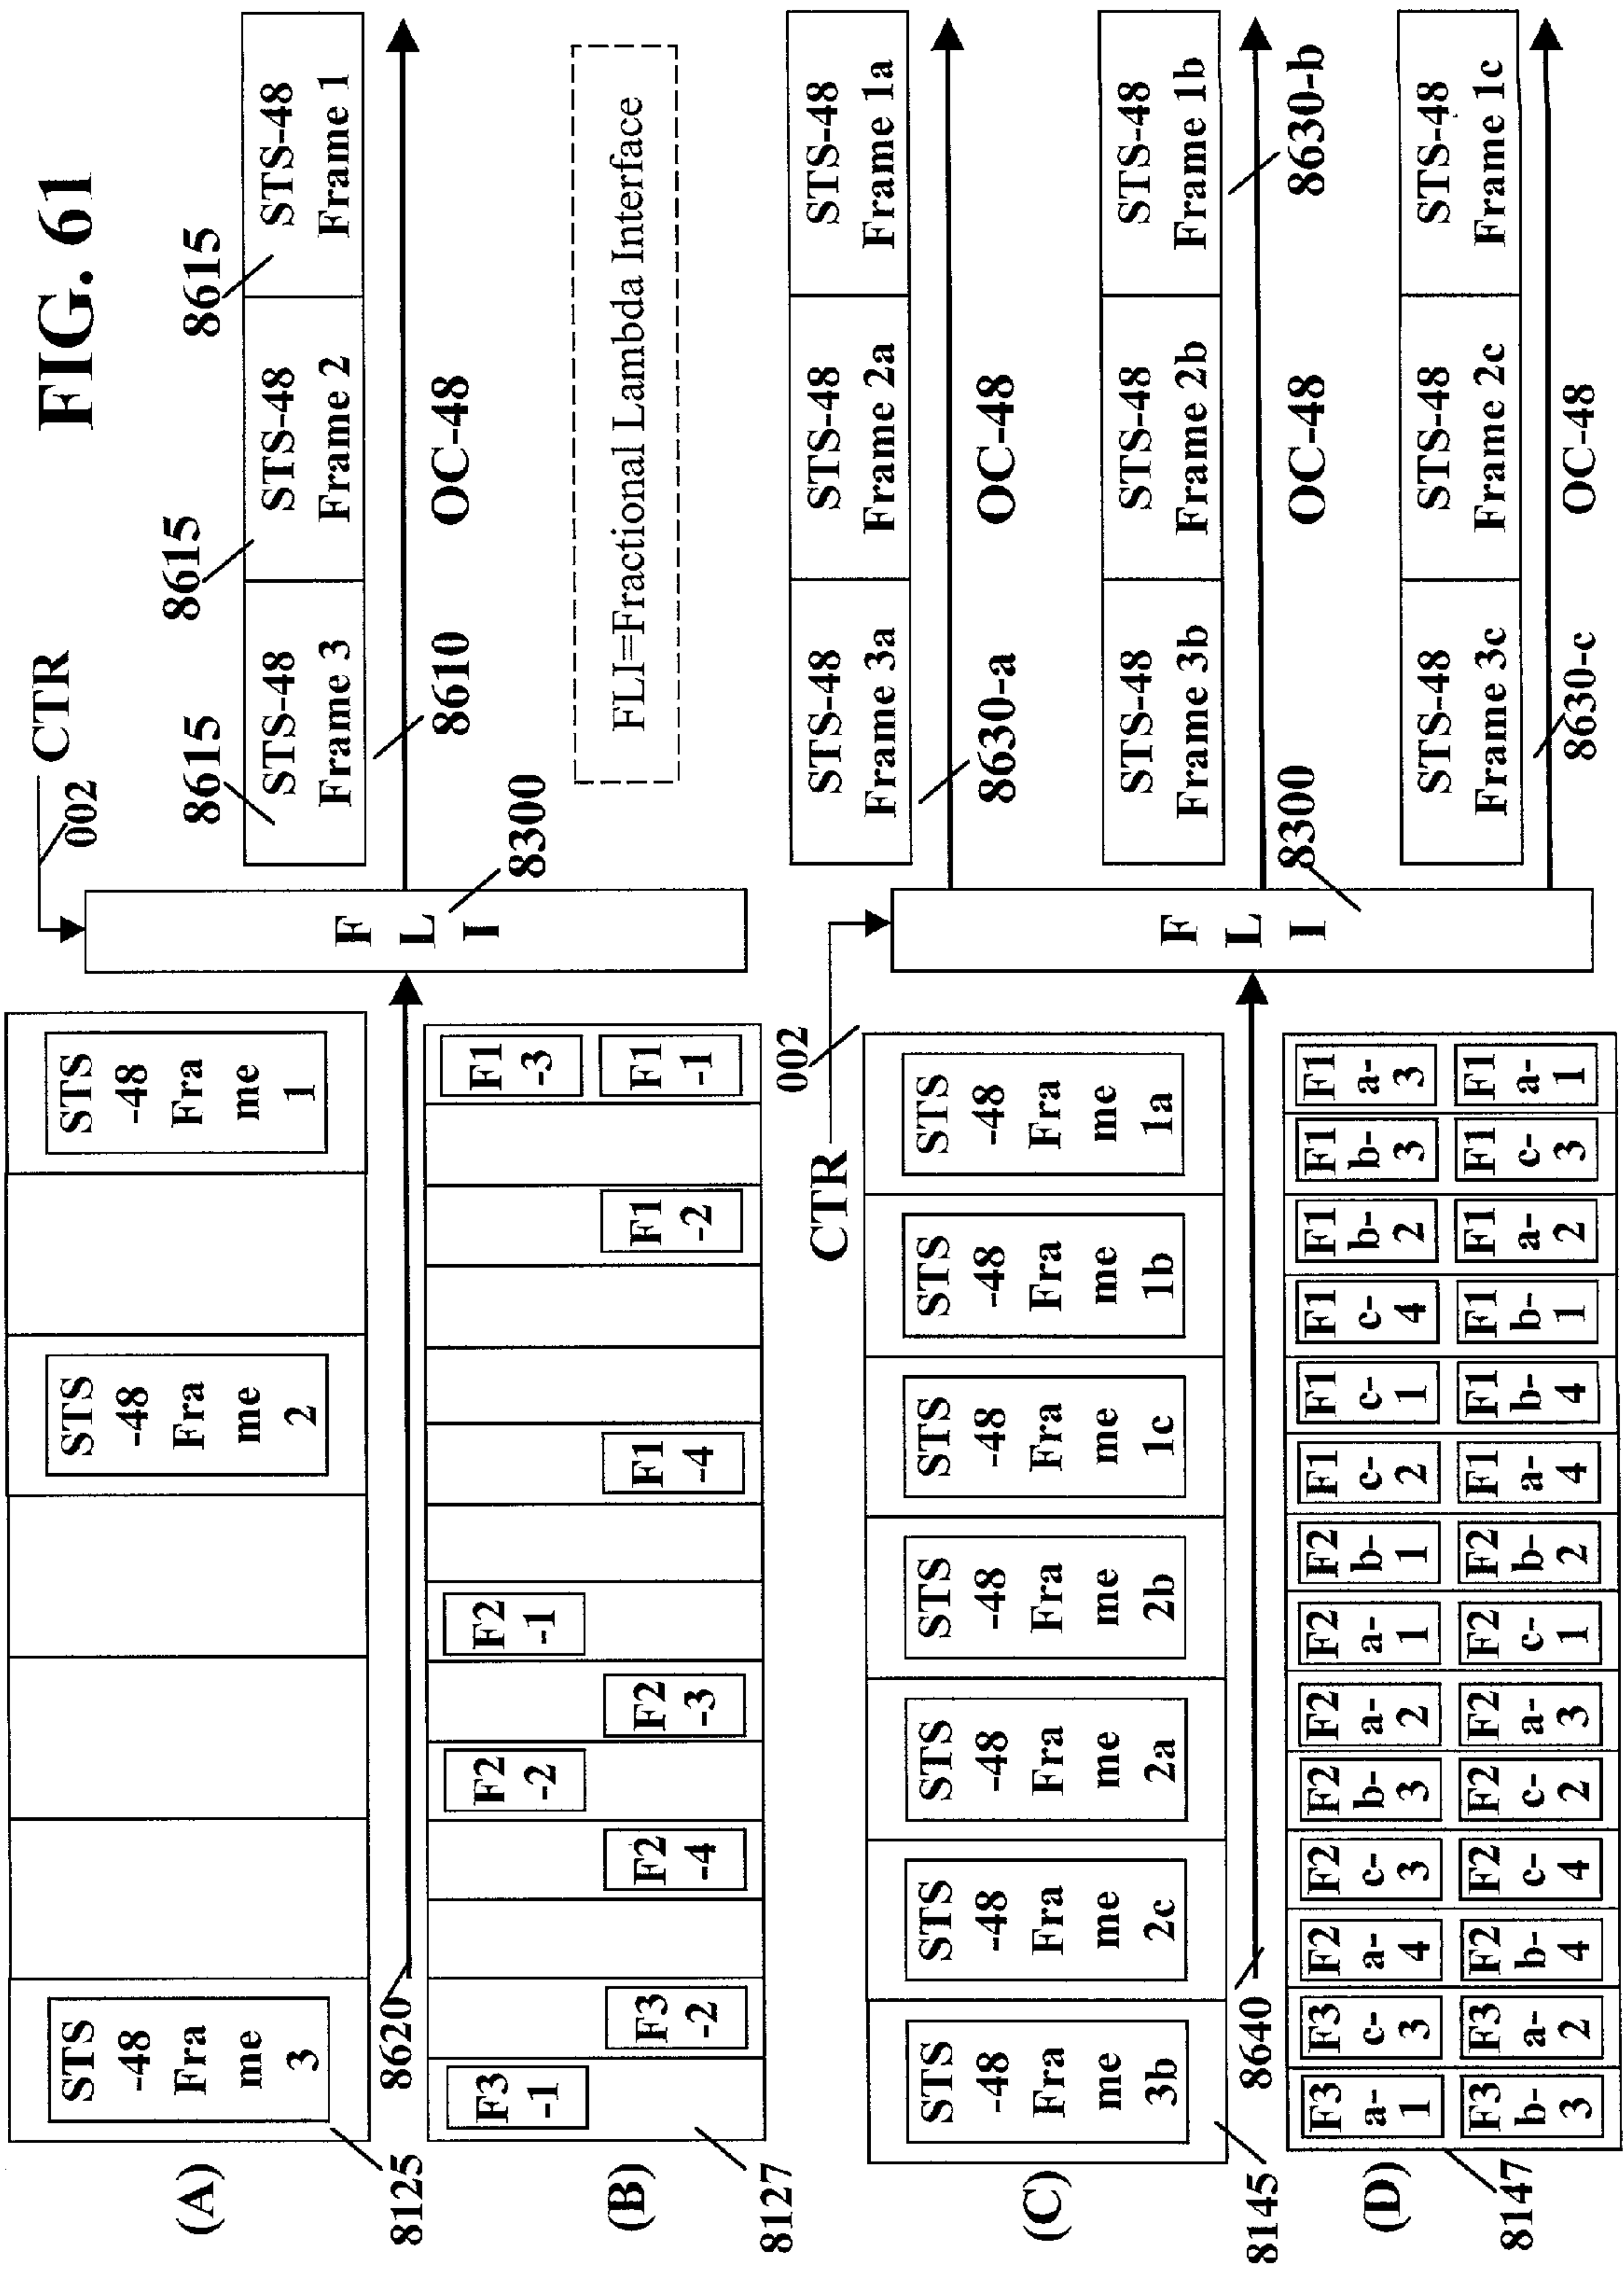 FIG. 61
CTR
002
8615
8615
8615
STS-48
Frame 3
STS-48
Frame 2
STS-48
Frame 1
8610
OC-48
F
L
I
8300
FLI=Fractional Lambda Interface
(A)
8125
STS
-48
Fra
me
3
STS
-48
Fra
me
2
STS
-48
Fra
me
1
8620
(B)
8127
F3
-1
F3
-2
F2
-4
F2
-2
F2
-3
F2
-1
F1
-4
F1
-2
F1
-3
F1
-1
CTR
002
F
L
I
8300
STS-48
Frame 3a
STS-48
Frame 2a
STS-48
Frame 1a
8630-a
OC-48
STS-48
Frame 3b
STS-48
Frame 2b
STS-48
Frame 1b
OC-48
8630-b
STS-48
Frame 3c
STS-48
Frame 2c
STS-48
Frame 1c
8630-c
OC-48
(C)
8145
STS
-48
Fra
me
3b
STS
-48
Fra
me
2c
STS
-48
Fra
me
2a
STS
-48
Fra
me
2b
STS
-48
Fra
me
1c
STS
-48
Fra
me
1b
STS
-48
Fra
me
1a
8640
(D)
8147
F3
a-
1
F3
b-
3
F3
c-
3
F3
a-
2
F2
a-
4
F2
b-
4
F2
c-
3
F2
c-
4
F2
b-
3
F2
c-
2
F2
a-
2
F2
a-
3
F2
a-
1
F2
c-
1
F2
b-
1
F2
b-
2
F1
c-
2
F1
a-
4
F1
c-
1
F1
b-
4
F1
c-
4
F1
b-
1
F1
b-
2
F1
a-
2
F1
b-
3
F1
c-
3
F1
a-
3
F1
a-
1